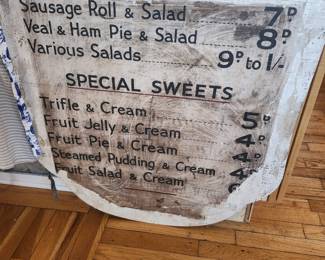 Sausage Roll & Salad 7D
Veal & Ham Pie & Salad 8D
Various Salads 9D to 1/-
SPECIAL SWEETS
Trifle & Cream 5D
Fruit Jelly & Cream 4D
Fruit Pie & Cream 4D
Steamed Pudding & Cream 4D
Fruit Salad & Cream